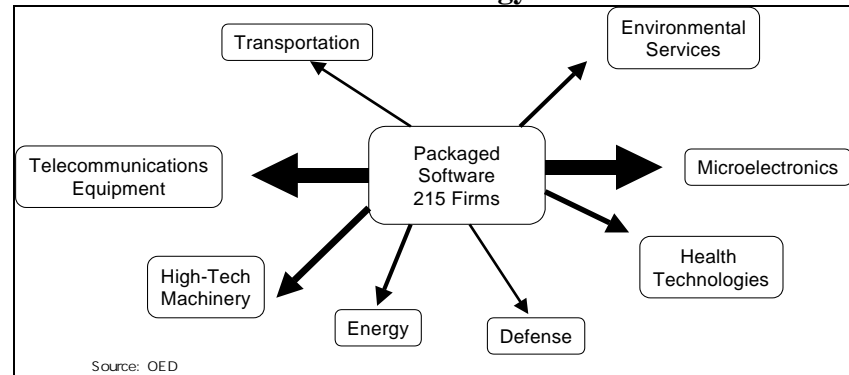 Transportation
Environmental
Services
Telecommunications
Equipment
Packaged
Software
215 Firms
Microelectronics
High-Tech
Machinery
Health
Technologies
Energy
Defense
Source: OED